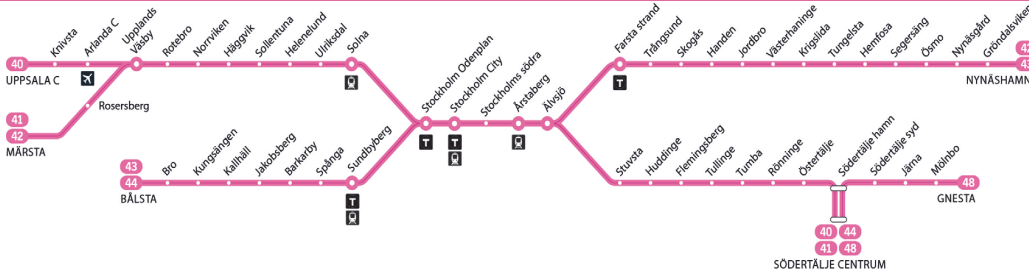 40
UPPSALA C
Knivsta
Arlanda C
Upplands
Väsby
Rotebro
Norrviken
Häggvik
Sollentuna
Helenelund
Ulriksdal
Solna
Rosersberg
41
42
MÄRSTA
43
44
BÅLSTA
Bro
Kungsängen
Kallhäll
Jakobsberg
Barkarby
Spånga
Sundbyberg
T
Stockholm Odenplan
T
Stockholm City
T
Stockholms södra
Årstaberg
Älvsjö
Farsta strand
T
Trångsund
Skogås
Handen
Jordbro
Västerhaninge
Krigslida
Tungelsta
Hemfosa
Segersäng
Ösmo
Nynäsgård
Gröndalsviken
42
43
NYNÄSHAMN
Stuvsta
Huddinge
Flemingsberg
Tullinge
Tumba
Rönninge
Östertälje
Södertälje hamn
Södertälje syd
Järna
Mölnbo
48
GNESTA
40 44
41 48
SÖDERTÄLJE CENTRUM